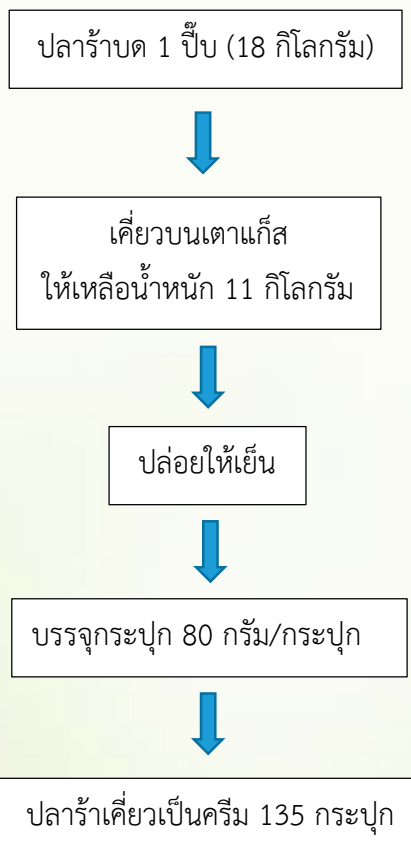 ปลาร้าบด 1 ปี๊บ (18 กิโลกรัม)
เคี่ยวบนเตาแก็ส
ให้เหลือน้ำหนัก 11 กิโลกรัม
ปล่อยให้เย็น
บรรจุกระปุก 80 กรัม/กระปุก
ปลาร้าเคี่ยวเป็นครีม 135 กระปุก